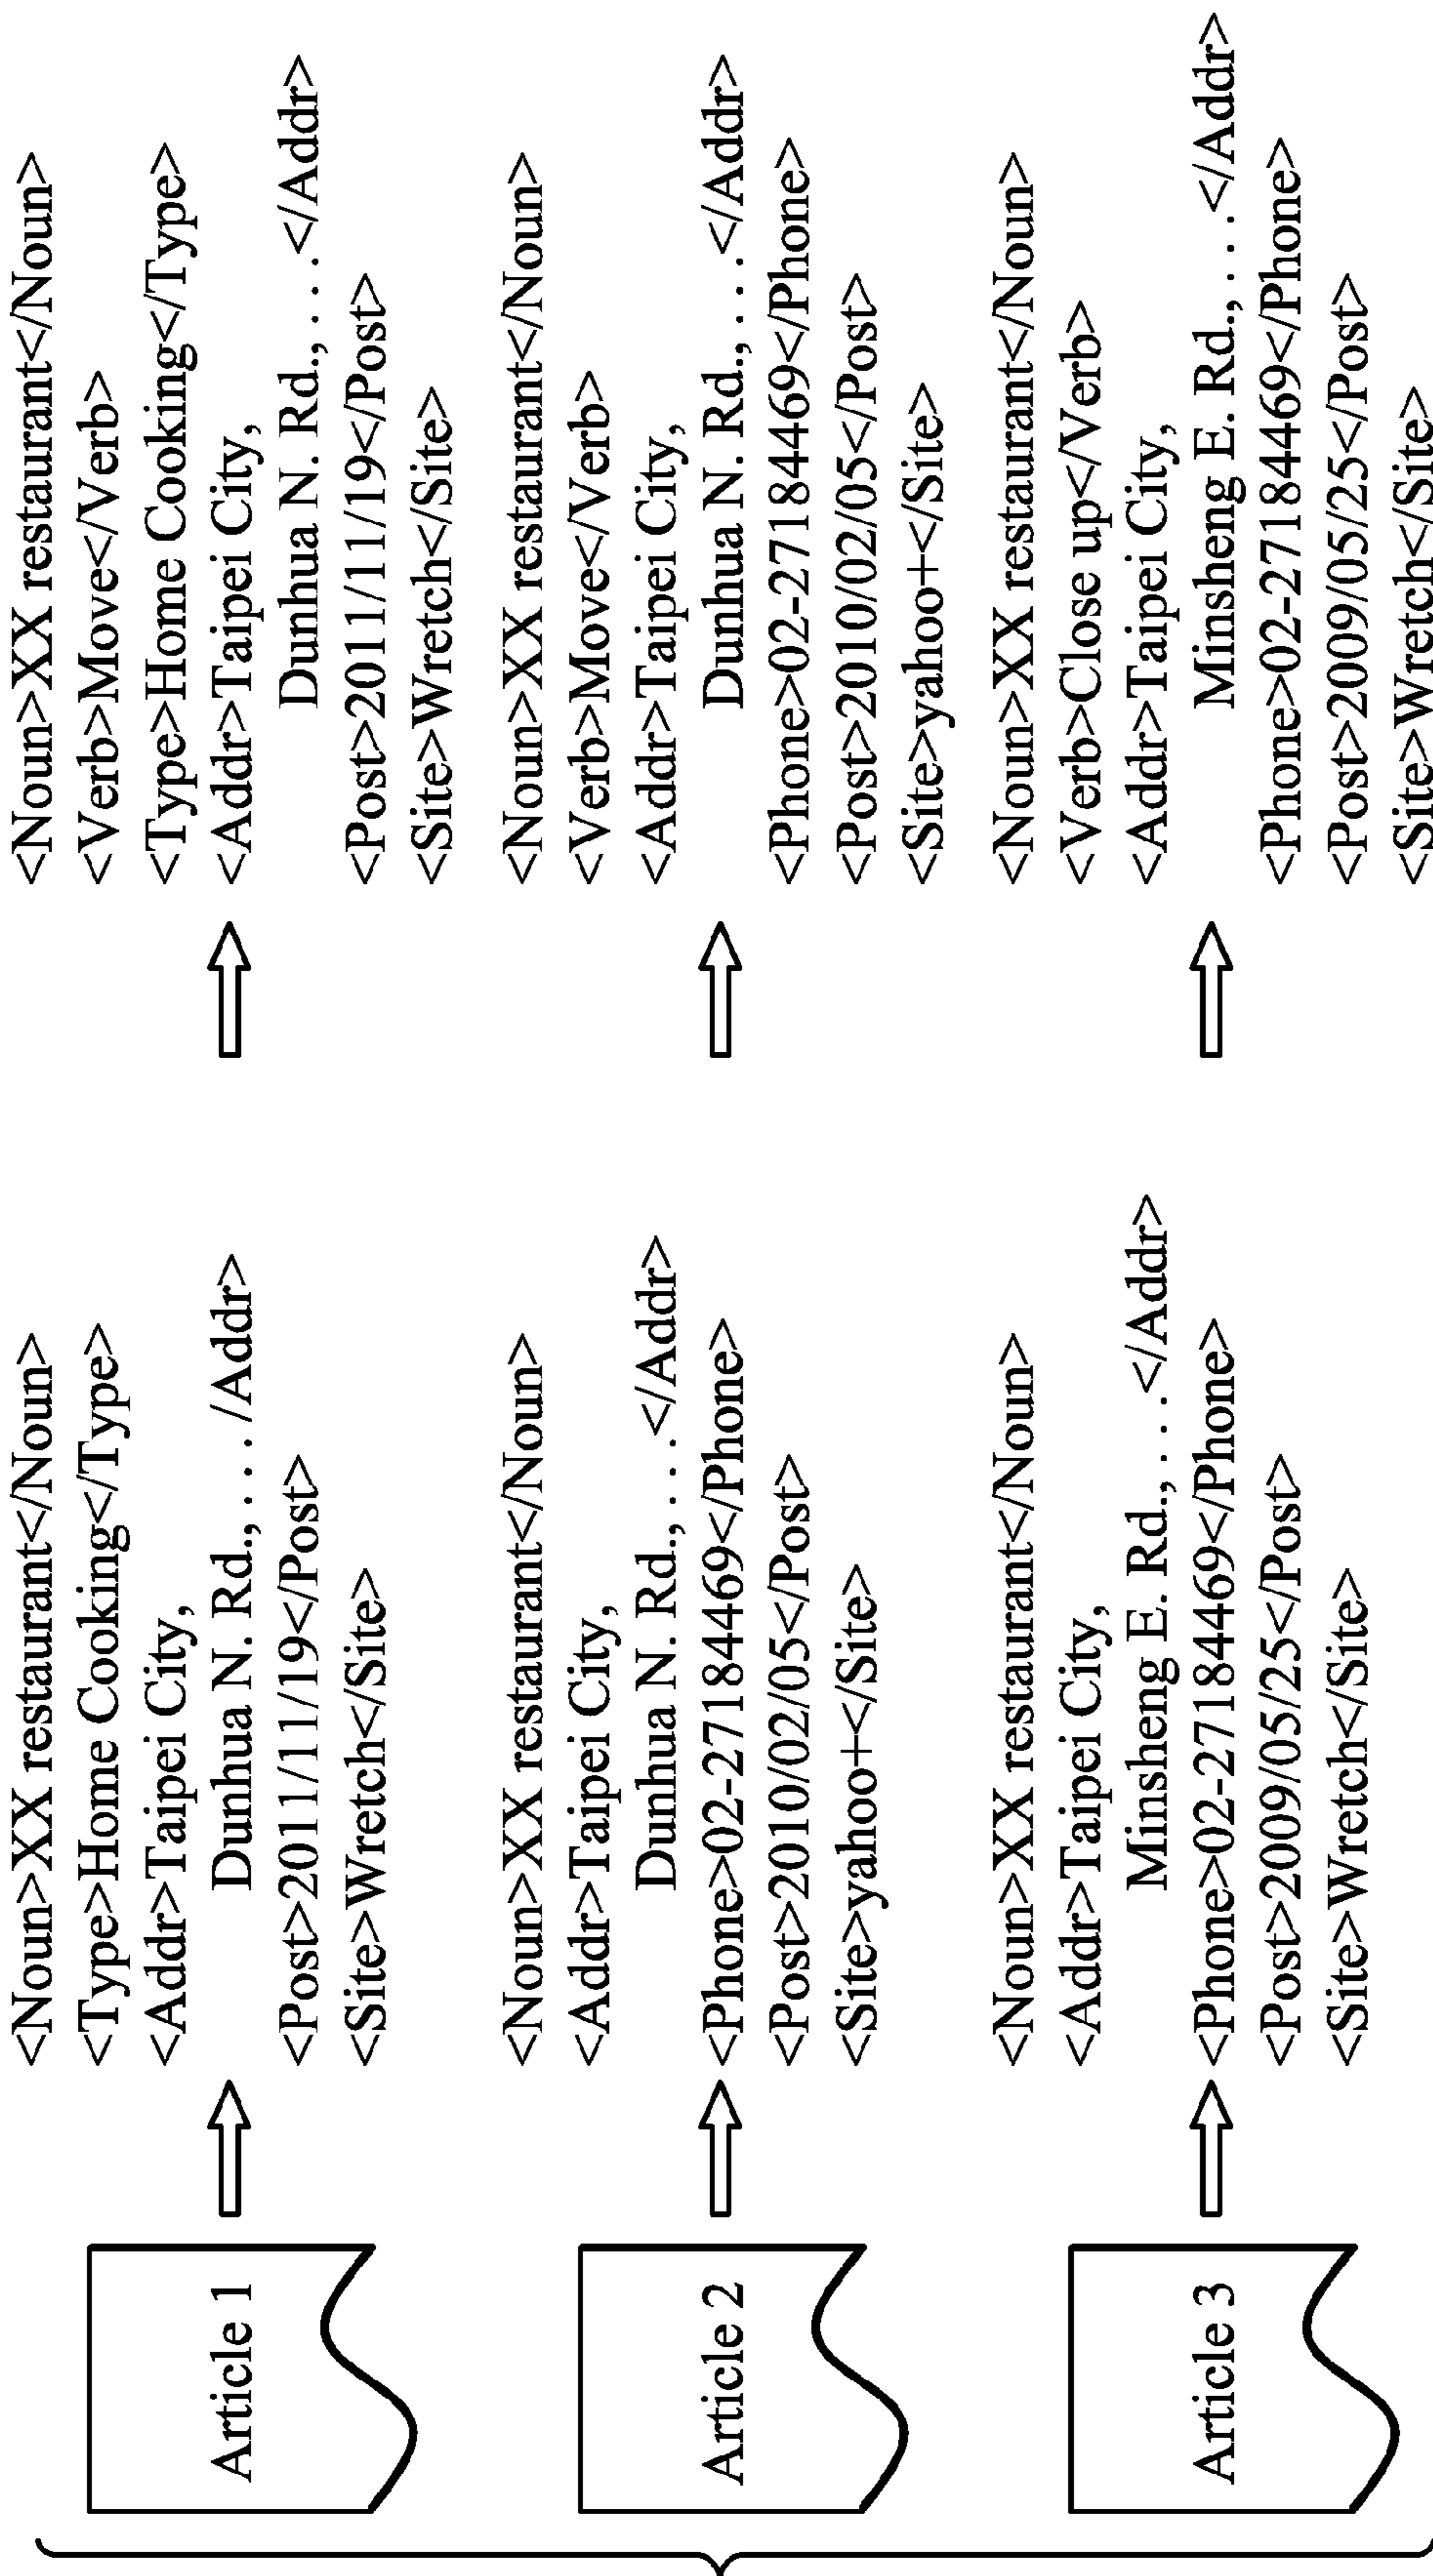 Article 1
<Noun>XX restaurant</Noun>
<Type>Home Cooking</Type>
<Addr>Taipei City,
Dunhua N. Rd., . . . /Addr>
<Post>2011/11/19</Post>
<Site>Wretch</Site>
<Noun>XX restaurant</Noun>
<Verb>Move</Verb>
<Type>Home Cooking</Type>
<Addr>Taipei City,
Dunhua N. Rd., . . . </Addr>
<Post>2011/11/19</Post>
<Site>Wretch</Site>
Article 2
<Noun>XX restaurant</Noun>
<Addr>Taipei City,
Dunhua N. Rd., . . . </Addr>
<Phone>02-27184469</Phone>
<Post>2010/02/05</Post>
<Site>yahoo+</Site>
<Noun>XX restaurant</Noun>
<Verb>Move</Verb>
<Addr>Taipei City,
Dunhua N. Rd., . . . </Addr>
<Phone>02-27184469</Phone>
<Post>2010/02/05</Post>
<Site>yahoo+</Site>
Article 3
<Noun>XX restaurant</Noun>
<Addr>Taipei City,
Minsheng E. Rd., . . . </Addr>
<Phone>02-27184469</Phone>
<Post>2009/05/25</Post>
<Site>Wretch</Site>
<Noun>XX restaurant</Noun>
<Verb>Close up</Verb>
<Addr>Taipei City,
Minsheng E. Rd., . . . </Addr>
<Phone>02-27184469</Phone>
<Post>2009/05/25</Post>
<Site>Wretch</Site>